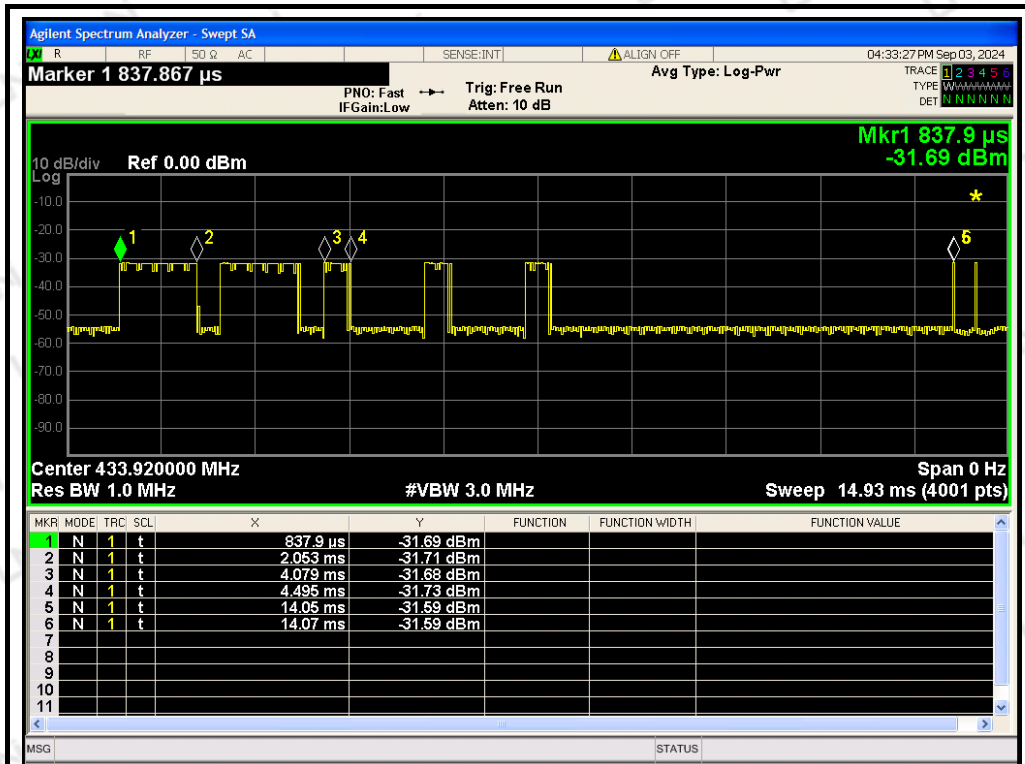 Agilent Spectrum Analyzer - Swept SA
LXI R RF 50 Ω AC SENSE:INT ALIGN OFF 04:33:27 PM Sep 03, 2024
Marker 1 837.867 µs
PNO: Fast Trig: Free Run Avg Type: Log-Pwr TRACE 1 2 3 4 5 6
IFGain:Low Atten: 10 dB TYPE WWWWWW
DET N N N N N N
Mkr1 837.9 µs
10 dB/div Ref 0.00 dBm -31.69 dBm
Log
-10.0
-20.0
1 2 3 4 6
-30.0
-40.0
-50.0
-60.0
-70.0
-80.0
-90.0
Center 433.920000 MHz Span 0 Hz
Res BW 1.0 MHz #VBW 3.0 MHz Sweep 14.93 ms (4001 pts)
MKR MODE TRC SCL X Y FUNCTION FUNCTION WIDTH FUNCTION VALUE
1 N 1 t 837.9 µs -31.69 dBm
2 N 1 t 2.053 ms -31.71 dBm
3 N 1 t 4.079 ms -31.68 dBm
4 N 1 t 4.495 ms -31.73 dBm
5 N 1 t 14.05 ms -31.59 dBm
6 N 1 t 14.07 ms -31.59 dBm
7
8
9
10
11
MSG STATUS